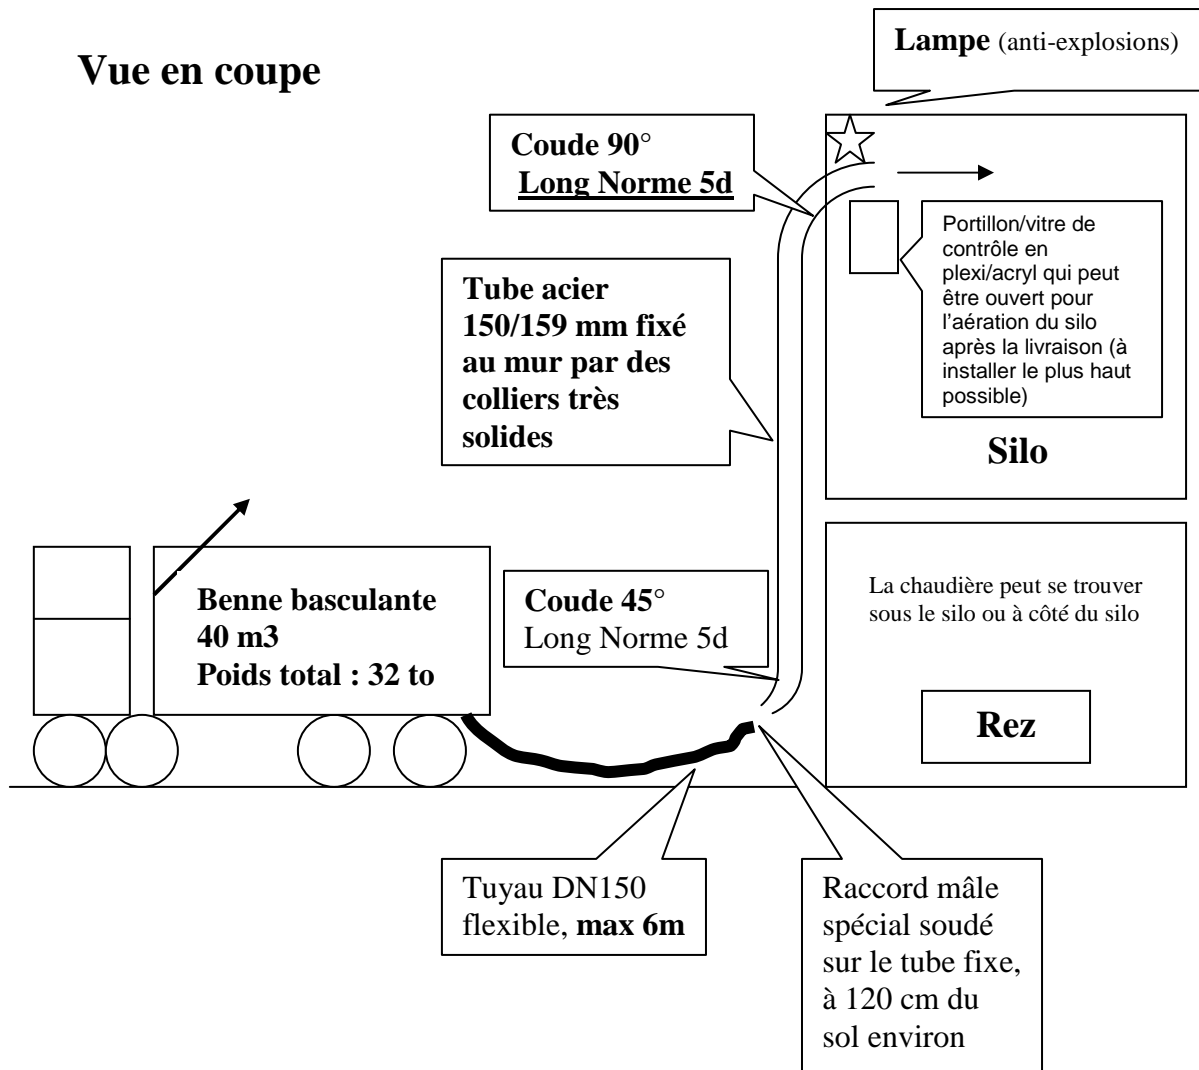 Vue en coupe
Lampe (anti-explosions)
Coude 90°
Long Norme 5d
Tube acier
150/159 mm fixé
au mur par des
colliers très
solides
Portillon/vitre de
contrôle en
plexi/acryl qui peut
être ouvert pour
l'aération du silo
après la livraison (à
installer le plus haut
possible)
Silo
Benne basculante
40 m3
Poids total : 32 to
Coude 45°
Long Norme 5d
La chaudière peut se trouver
sous le silo ou à côté du silo
Rez
Tuyau DN150
flexible, max 6m
Raccord mâle
spécial soudé
sur le tube fixe,
à 120 cm du
sol environ